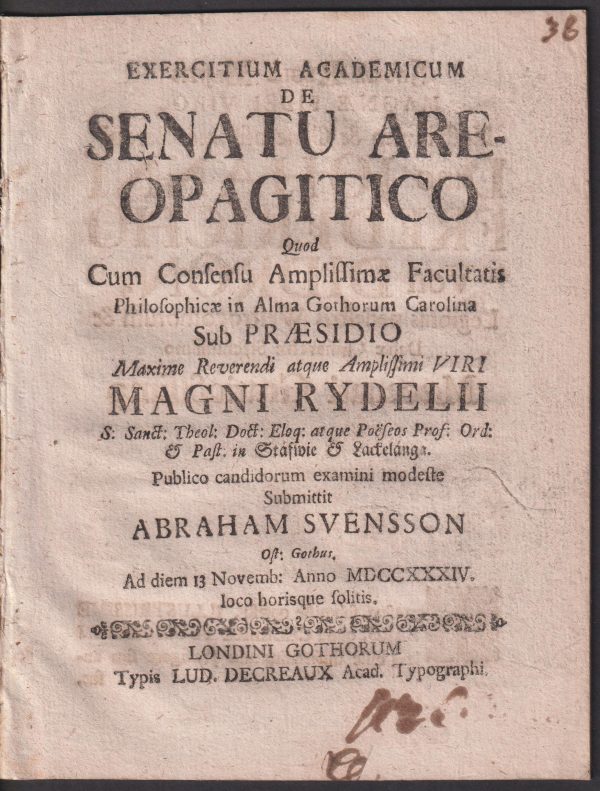 38
EXERCITIUM ACADEMICUM
DE
SENATU ARE-
OPAGITICO
Quod
Cum Consensu Amplissimæ Facultatis
Philosophicæ in Alma Gothorum Carolina
Sub PRÆSIDIO
Maxime Reverendi atque Amplissimi VIRI
MAGNI RYDELII
S: Sanct: Theol: Doct: Eloq: atque Poëseos Prof: Ord:
& Past: in Stäfwie & Lackelänga.
Publico candidorum examini modeste
Submittit
ABRAHAM SVENSSON
Ost: Gothus.
Ad diem 13 Novemb: Anno MDCCXXXIV.
loco horisque solitis.
LONDINI GOTHORUM
Typis LUD. DECREAUX Acad. Typographi.